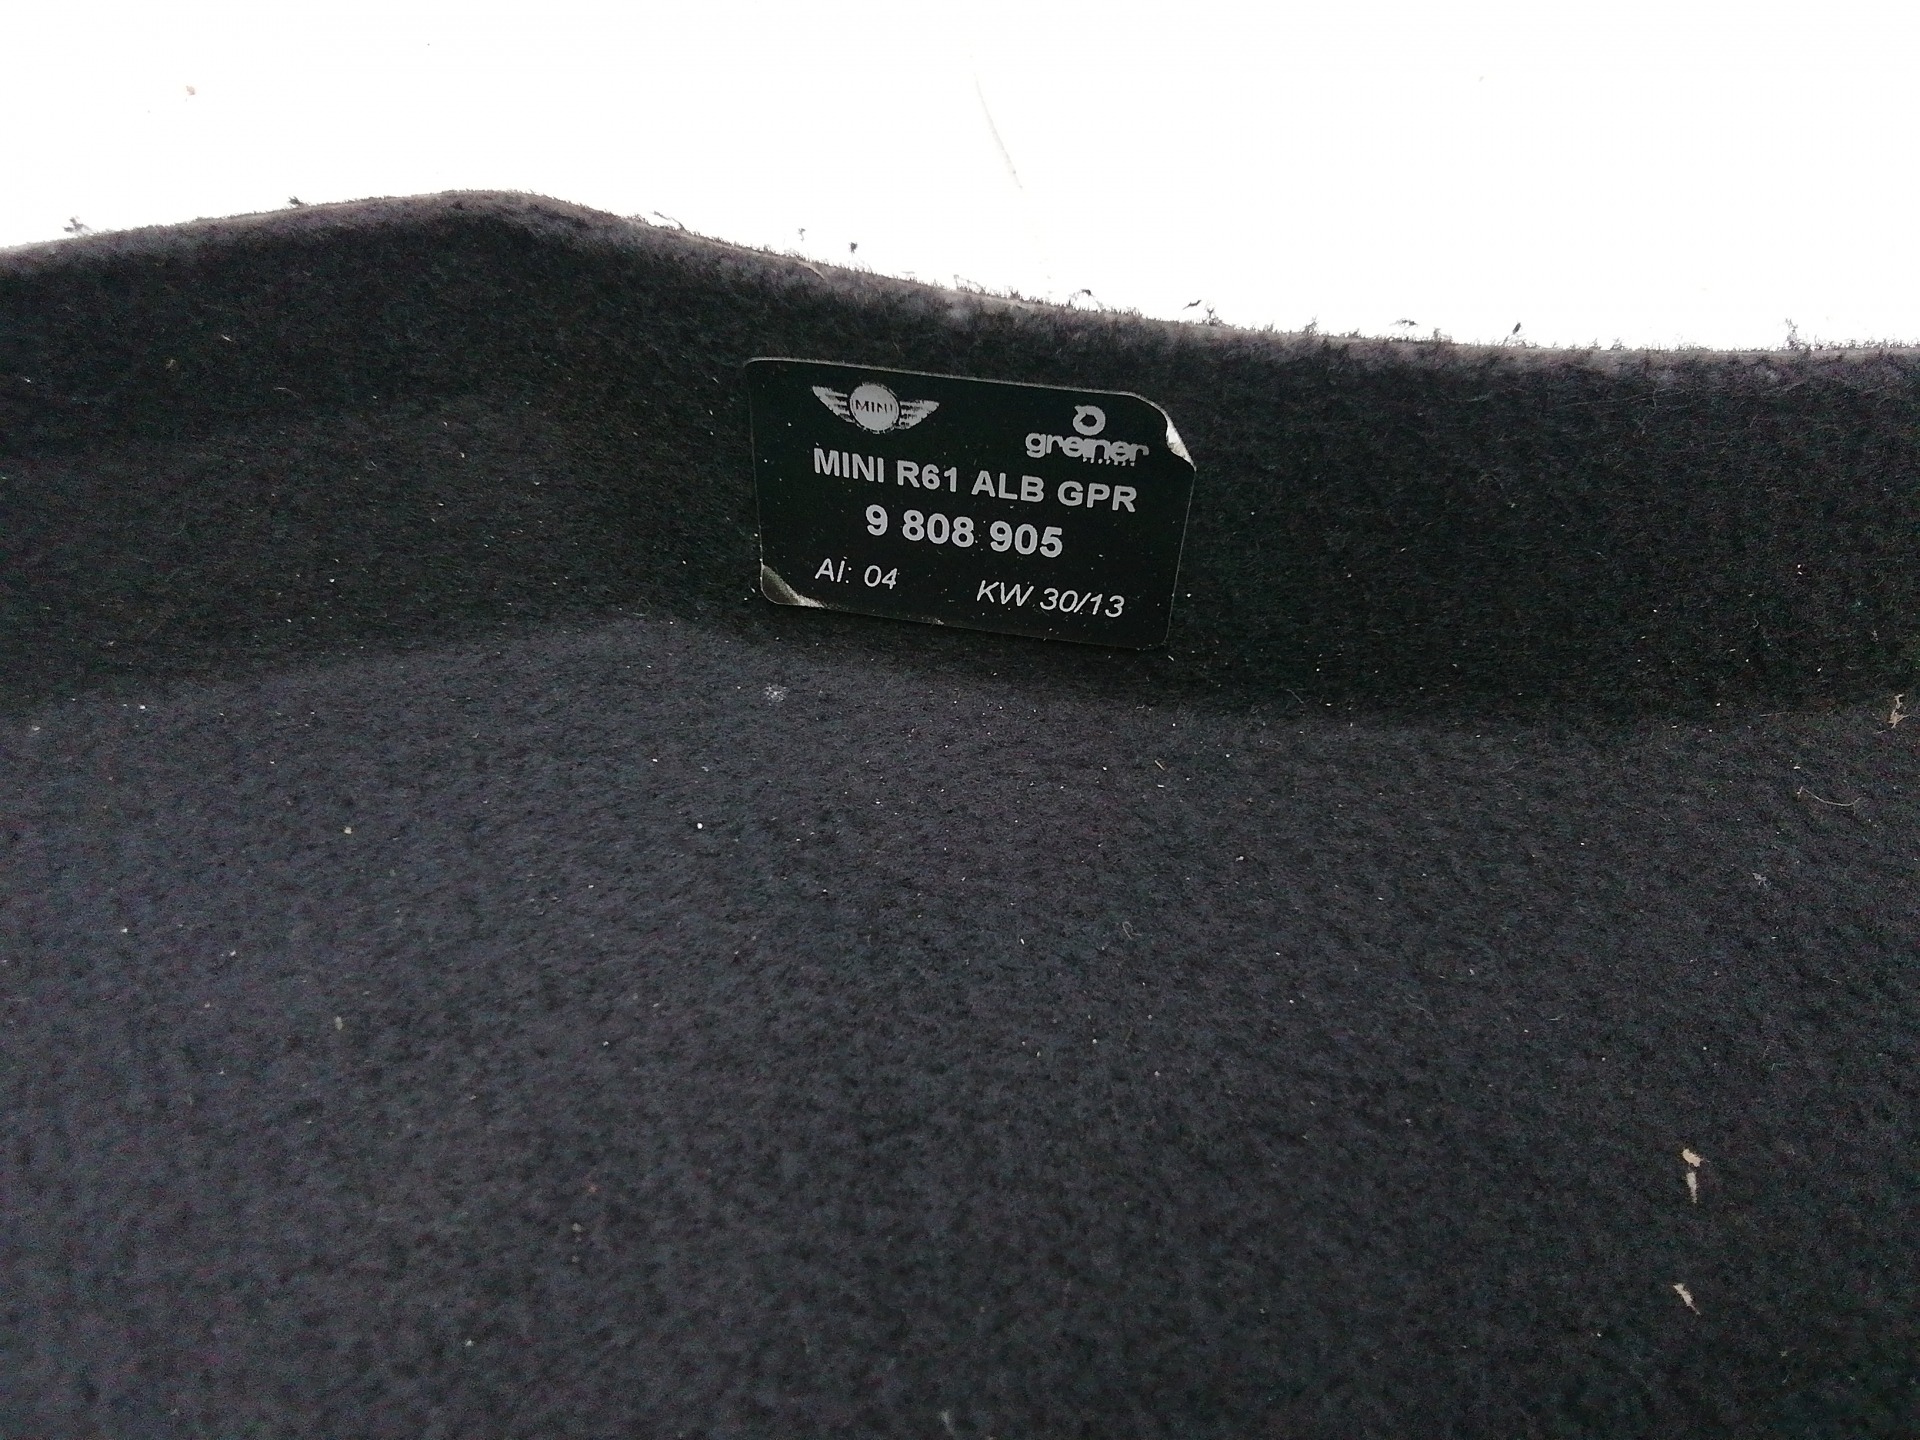 MINI
greiner
MINI R61 ALB GPR
9 808 905
AI: 04 KW 30/13